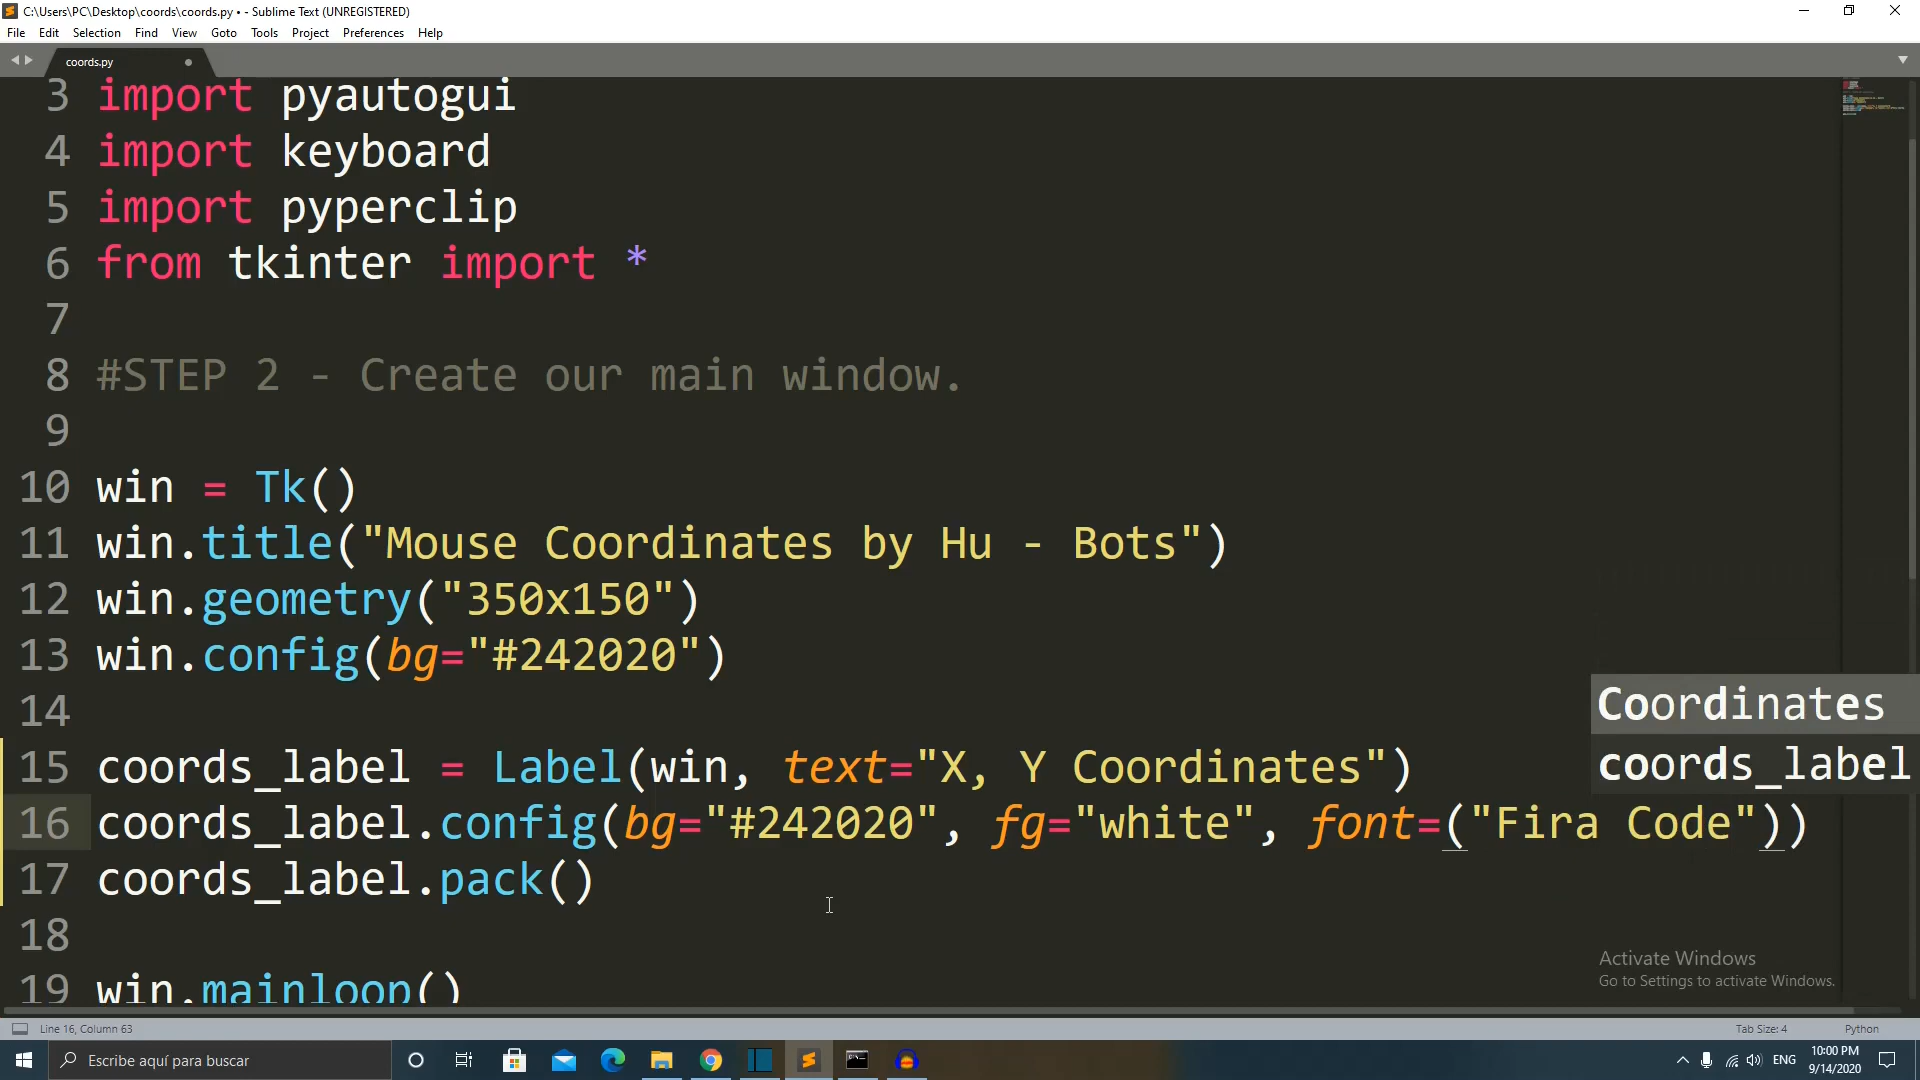 C:\Users\PC\Desktop\coords\coords.py • - Sublime Text (UNREGISTERED)
File Edit Selection Find View Goto Tools Project Preferences Help
coords.py
3 import pyautogui
4 import keyboard
5 import pyperclip
6 from tkinter import *
7
8 #STEP 2 - Create our main window.
9
10 win = Tk()
11 win.title("Mouse Coordinates by Hu - Bots")
12 win.geometry("350x150")
13 win.config(bg="#242020")
14
Coordinates
15 coords_label = Label(win, text="X, Y Coordinates")
coords_label
16 coords_label.config(bg="#242020", fg="white", font=("Fira Code"))
17 coords_label.pack()
18
Activate Windows
Go to Settings to activate Windows.
19 win.mainloop()
Line 16, Column 63
Tab Size: 4
Python
Escribe aquí para buscar
ENG
10:00 PM
9/14/2020